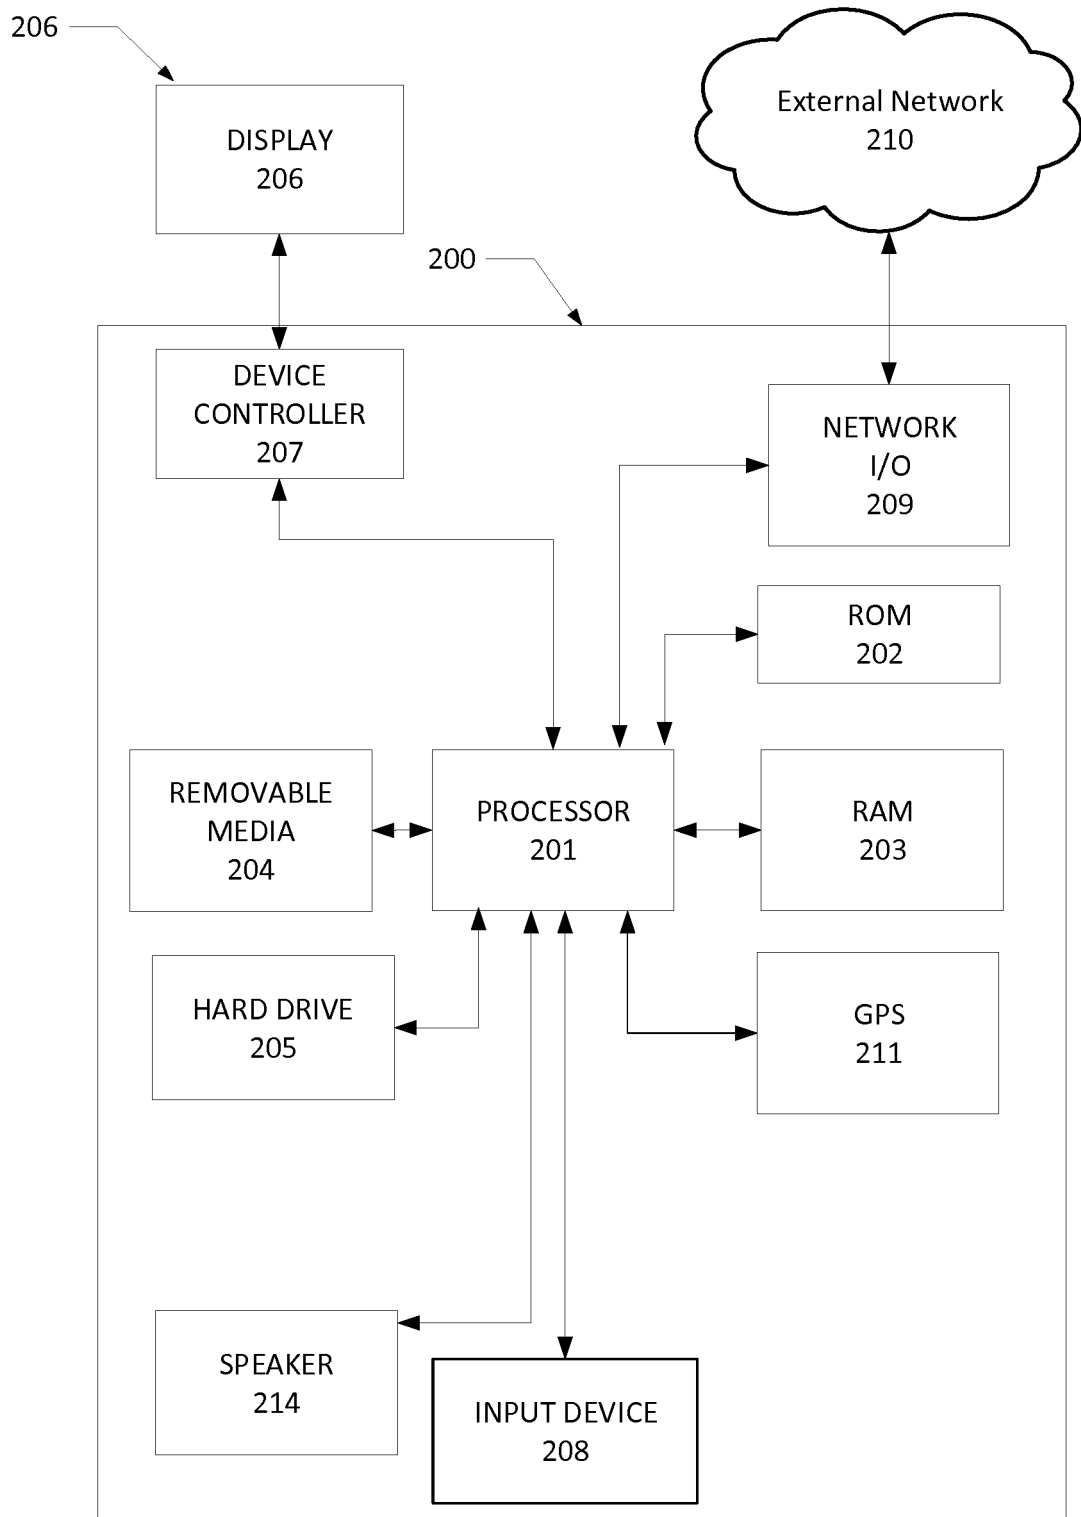 206
DISPLAY
206
External Network
210
200
DEVICE
CONTROLLER
207
NETWORK
I/O
209
ROM
202
REMOVABLE
MEDIA
204
PROCESSOR
201
RAM
203
HARD DRIVE
205
GPS
211
SPEAKER
214
INPUT DEVICE
208